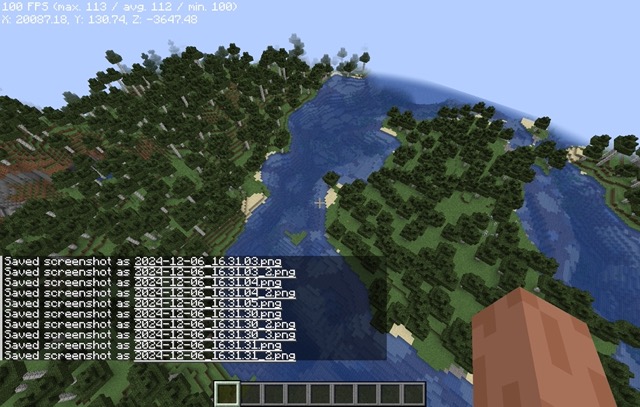 100 FPS (max. 113 / avg. 112 / min. 100)
X: 20087.18, Y: 130.74, Z: -3647.48
Saved screenshot as 2024-12-06_16.31.03.png
Saved screenshot as 2024-12-06_16.31.03_2.png
Saved screenshot as 2024-12-06_16.31.04.png
Saved screenshot as 2024-12-06_16.31.04_2.png
Saved screenshot as 2024-12-06_16.31.05.png
Saved screenshot as 2024-12-06_16.31.30.png
Saved screenshot as 2024-12-06_16.31.30_2.png
Saved screenshot as 2024-12-06_16.31.30_3.png
Saved screenshot as 2024-12-06_16.31.31.png
Saved screenshot as 2024-12-06_16.31.31_2.png